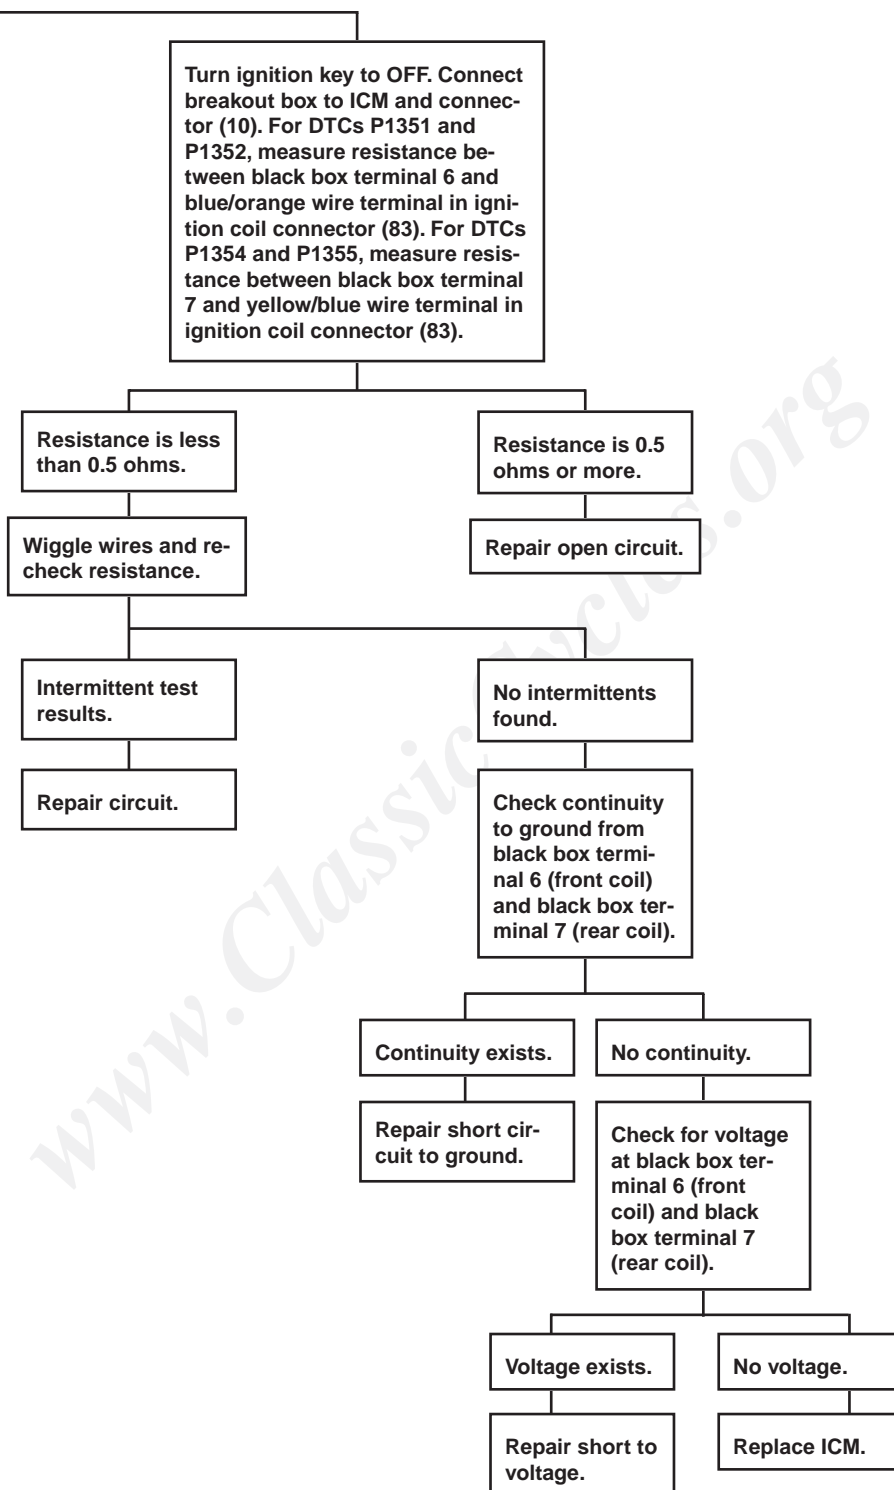 Turn ignition key to OFF. Connect
breakout box to ICM and connec-
tor (10). For DTCs P1351 and
P1352, measure resistance be-
tween black box terminal 6 and
blue/orange wire terminal in igni-
tion coil connector (83). For DTCs
P1354 and P1355, measure resis-
tance between black box terminal
7 and yellow/blue wire terminal in
ignition coil connector (83).
Resistance is less
than 0.5 ohms.
Resistance is 0.5
ohms or more.
Wiggle wires and re-
check resistance.
Repair open circuit.
Intermittent test
results.
No intermittents
found.
Repair circuit.
Check continuity
to ground from
black box termi-
nal 6 (front coil)
and black box ter-
minal 7 (rear coil).
Continuity exists.
No continuity.
Repair short cir-
cuit to ground.
Check for voltage
at black box ter-
minal 6 (front
coil) and black
box terminal 7
(rear coil).
Voltage exists.
No voltage.
Repair short to
voltage.
Replace ICM.
www.ClassicCycles.org